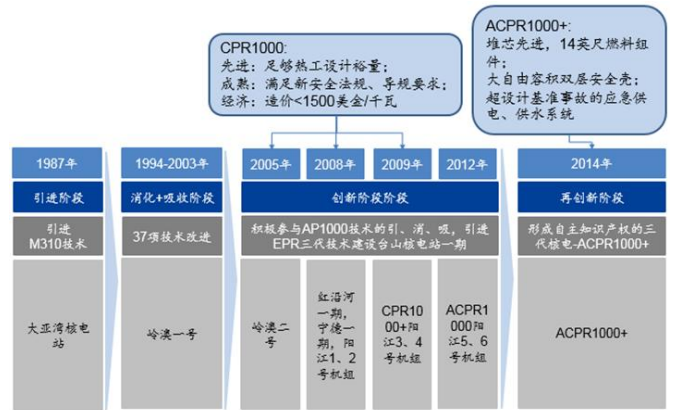 CPR1000:
先进：足够热工设计裕量；
成熟：满足新安全法规、导规要求；
经济：造价<1500美金/千瓦
ACPR1000+:
堆芯先进，14英尺燃料组
件；
大自由容积双层安全壳；
超设计基准事故的应急供
电、供水系统
1987年
1994-2003年
2005年
2008年
2009年
2012年
2014年
引进阶段
消化+吸收阶段
创新阶段阶段
再创新阶段
引进
M310技术
37项技术改进
积极参与AP1000技术的引、消、吸，引进
EPR三代技术建设台山核电站一期
形成自主知识产权的三
代核电-ACPR1000+
大亚湾核电
站
岭澳一号
岭澳二
号
红沿河
一期，
宁德一
期，阳
江1、2
号机组
CPR10
00+阳
江3、4
号机组
ACPR1
000阳
江5、6
号机组
ACPR1000+